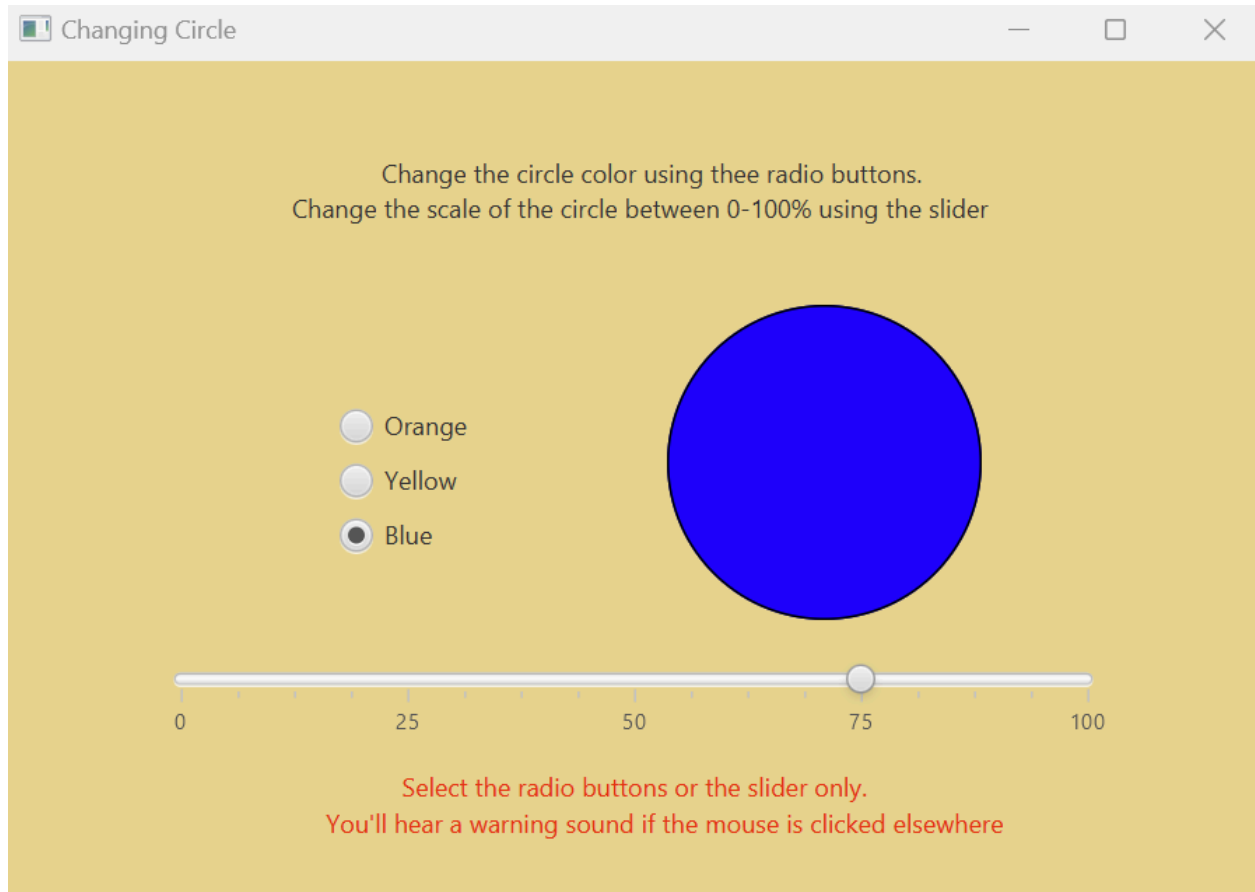 Changing Circle
Change the circle color using thee radio buttons.
Change the scale of the circle between 0-100% using the slider
Orange
Yellow
Blue
0 25 50 75 100
Select the radio buttons or the slider only.
You'll hear a warning sound if the mouse is clicked elsewhere